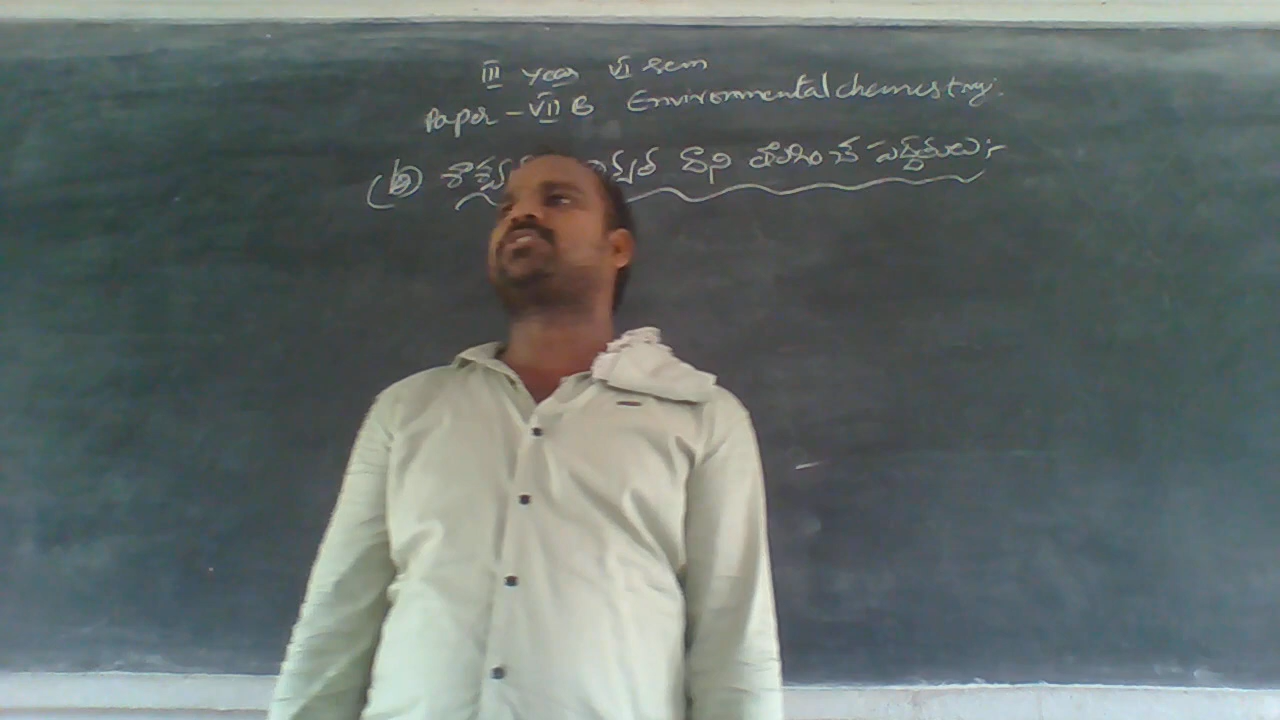 III Year VI Sem
Paper - VII B Environmental chemistry.
(b) రాని తొలగించే పద్ధతులు :-